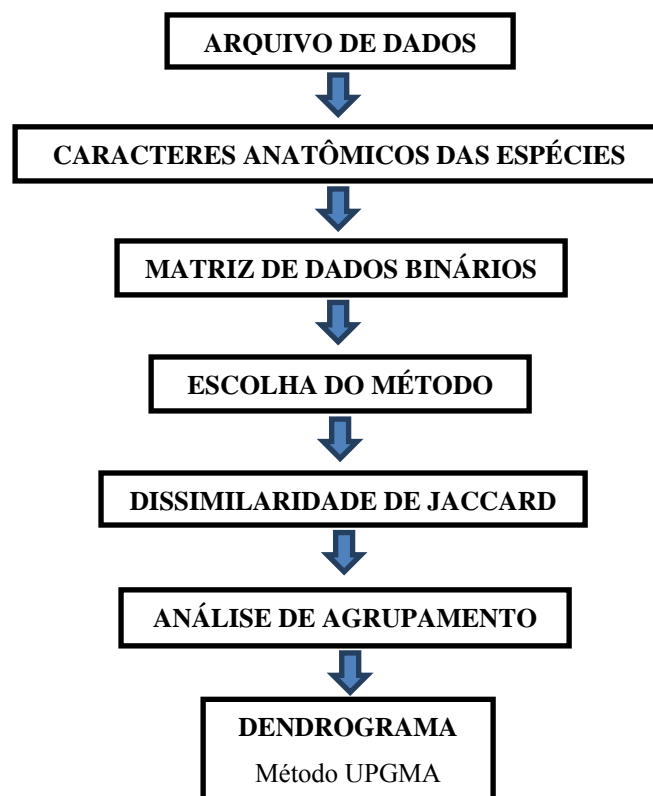 ARQUIVO DE DADOS
CARACTERES ANATÔMICOS DAS ESPÉCIES
MATRIZ DE DADOS BINÁRIOS
ESCOLHA DO MÉTODO
DISSIMILARIDADE DE JACCARD
ANÁLISE DE AGRUPAMENTO
DENDROGRAMA
Método UPGMA